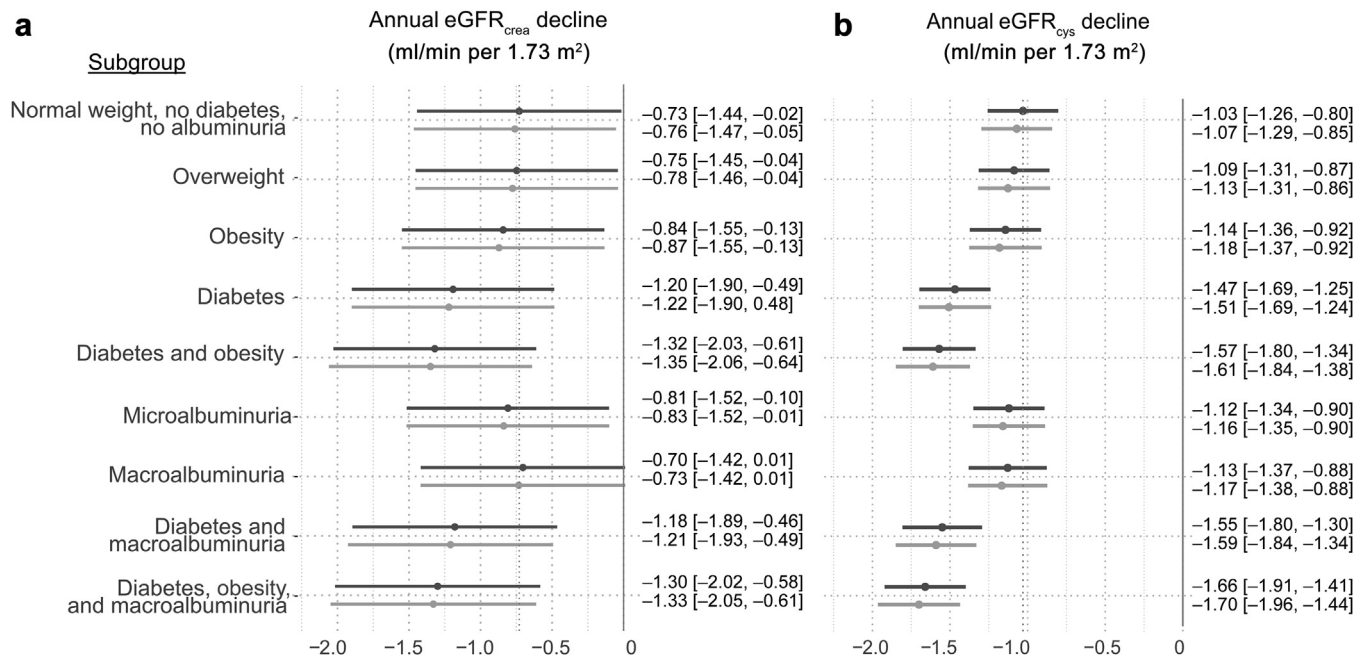 a
Annual eGFRcrea decline
(ml/min per 1.73 m²)
b
Annual eGFRcys decline
(ml/min per 1.73 m²)
Subgroup
Normal weight, no diabetes,
no albuminuria
–0.73 [–1.44, –0.02]
–0.76 [–1.47, –0.05]
–1.03 [–1.26, –0.80]
–1.07 [–1.29, –0.85]
Overweight
–0.75 [–1.45, –0.04]
–0.78 [–1.46, –0.04]
–1.09 [–1.31, –0.87]
–1.13 [–1.31, –0.86]
Obesity
–0.84 [–1.55, –0.13]
–0.87 [–1.55, –0.13]
–1.14 [–1.36, –0.92]
–1.18 [–1.37, –0.92]
Diabetes
–1.20 [–1.90, –0.49]
–1.22 [–1.90, 0.48]
–1.47 [–1.69, –1.25]
–1.51 [–1.69, –1.24]
Diabetes and obesity
–1.32 [–2.03, –0.61]
–1.35 [–2.06, –0.64]
–1.57 [–1.80, –1.34]
–1.61 [–1.84, –1.38]
Microalbuminuria
–0.81 [–1.52, –0.10]
–0.83 [–1.52, –0.01]
–1.12 [–1.34, –0.90]
–1.16 [–1.35, –0.90]
Macroalbuminuria
–0.70 [–1.42, 0.01]
–0.73 [–1.42, 0.01]
–1.13 [–1.37, –0.88]
–1.17 [–1.38, –0.88]
Diabetes and
macroalbuminuria
–1.18 [–1.89, –0.46]
–1.21 [–1.93, –0.49]
–1.55 [–1.80, –1.30]
–1.59 [–1.84, –1.34]
Diabetes, obesity,
and macroalbuminuria
–1.30 [–2.02, –0.58]
–1.33 [–2.05, –0.61]
–1.66 [–1.91, –1.41]
–1.70 [–1.96, –1.44]
–2.0 –1.5 –1.0 –0.5 0
–2.0 –1.5 –1.0 –0.5 0